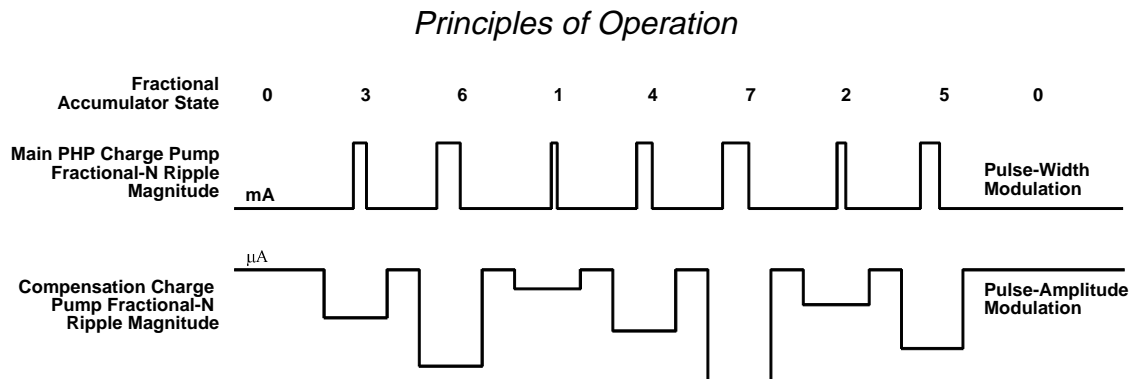 Principles of Operation
Fractional
Accumulator State
0 3 6 1 4 7 2 5 0
Main PHP Charge Pump
Fractional-N Ripple
Magnitude
mA
Pulse-Width
Modulation
μA
Compensation Charge
Pump Fractional-N
Ripple Magnitude
Pulse-Amplitude
Modulation